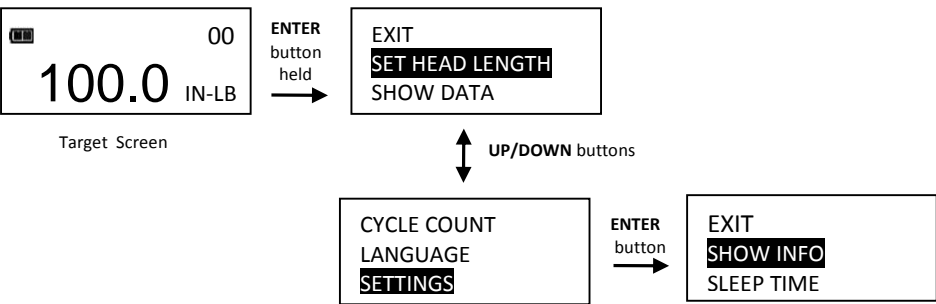 00
100.0 IN-LB
Target Screen
ENTER
button
held
EXIT
SET HEAD LENGTH
SHOW DATA
UP/DOWN buttons
CYCLE COUNT
LANGUAGE
SETTINGS
ENTER
button
EXIT
SHOW INFO
SLEEP TIME